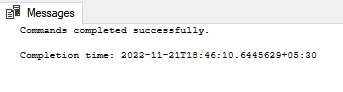 Messages
Commands completed successfully.
Completion time: 2022-11-21T18:46:10.6445629+05:30